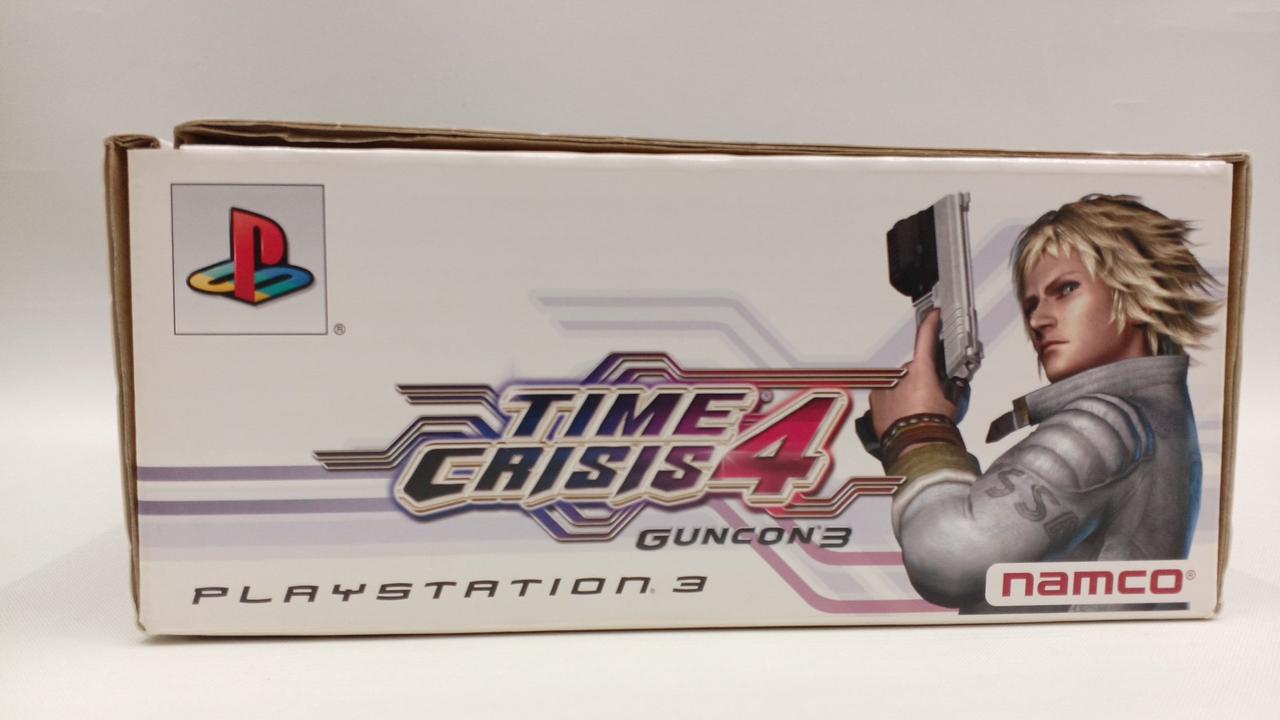 ®
TIME®
CRISIS 4
GUNCON®3
PLAYSTATION®3
namco®